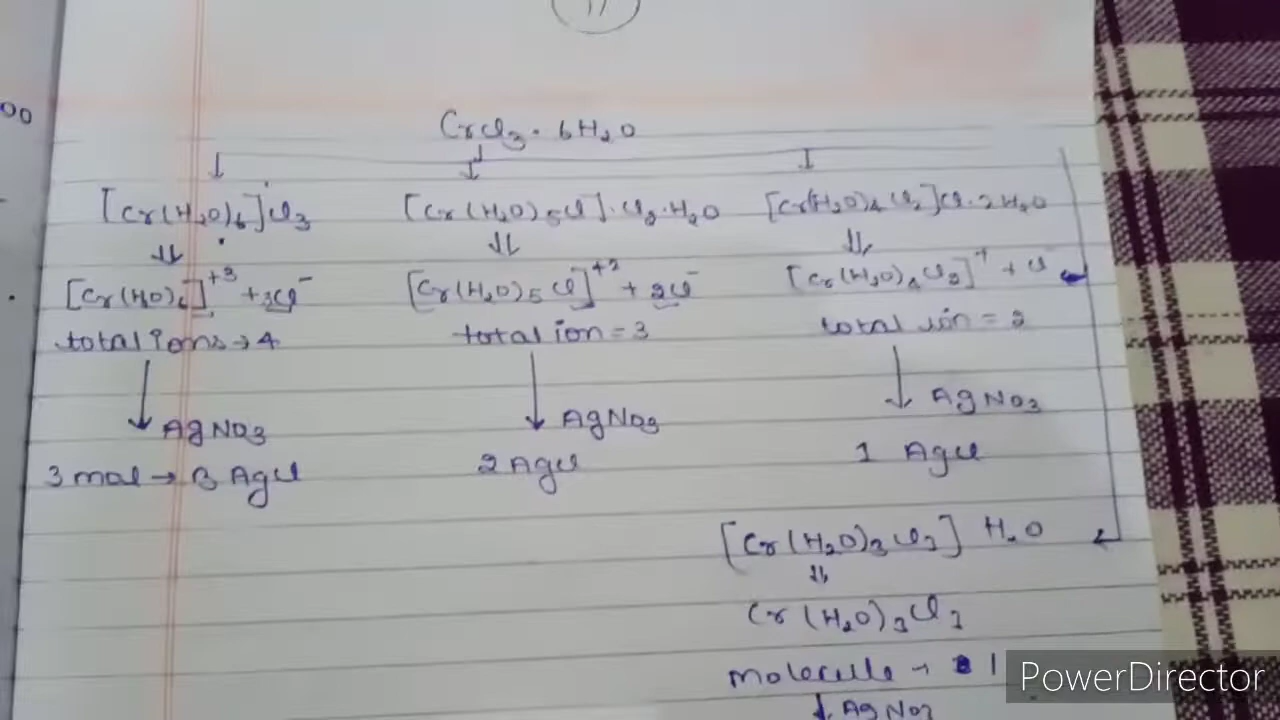 11
00
CrCl3. 6H2O
[Cr(H2O)6]Cl3
[Cr(H2O)5Cl].Cl2.H2O
[Cr(H2O)4Cl2]Cl.2H2O
⇓ ⇓ ⇓
[Cr(H2O)6]+3 + 3Cl-
[Cr(H2O)5Cl]+2 + 2Cl-
[Cr(H2O)4Cl2]+ + Cl
total ions → 4
total ion = 3
total ion = 2
↓ AgNO3
↓ AgNO3
↓ AgNO3
3 mol → 3 AgCl
2 AgCl
1 AgCl
[Cr(H2O)3Cl3] H2O
⇓
Cr(H2O)3Cl3
molecule → 1
↓ AgNO3
PowerDirector